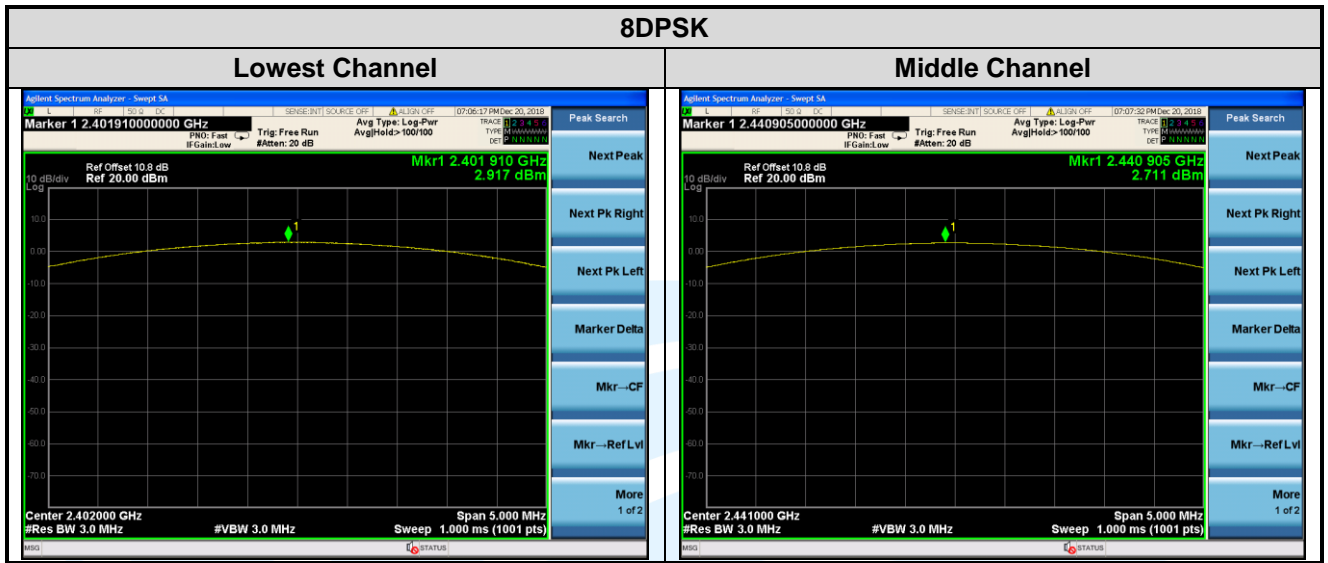 8DPSK
Lowest Channel
Middle Channel
Agilent Spectrum Analyzer - Swept SA
L RF 50 Ω DC SENSE:INT SOURCE OFF ALIGN OFF 07:06:17 PM Dec 20, 2018
Marker 1 2.401910000000 GHz
PNO: Fast
IFGain:Low
Trig: Free Run
#Atten: 20 dB
Avg Type: Log-Pwr
Avg|Hold:>100/100
TRACE 1 2 3 4 5 6
TYPE M
DET P N N N N N
Mkr1 2.401 910 GHz
2.917 dBm
Ref Offset 10.8 dB
Ref 20.00 dBm
10 dB/div
Log
10.0
0.00
-10.0
-20.0
-30.0
-40.0
-50.0
-60.0
-70.0
1
Center 2.402000 GHz
Span 5.000 MHz
#Res BW 3.0 MHz
#VBW 3.0 MHz
Sweep 1.000 ms (1001 pts)
MSG
STATUS
Peak Search
Next Peak
Next Pk Right
Next Pk Left
Marker Delta
Mkr→CF
Mkr→Ref Lvl
More
1 of 2
Agilent Spectrum Analyzer - Swept SA
L RF 50 Ω DC SENSE:INT SOURCE OFF ALIGN OFF 07:07:32 PM Dec 20, 2018
Marker 1 2.440905000000 GHz
PNO: Fast
IFGain:Low
Trig: Free Run
#Atten: 20 dB
Avg Type: Log-Pwr
Avg|Hold:>100/100
TRACE 1 2 3 4 5 6
TYPE M
DET P N N N N N
Mkr1 2.440 905 GHz
2.711 dBm
Ref Offset 10.8 dB
Ref 20.00 dBm
10 dB/div
Log
10.0
0.00
-10.0
-20.0
-30.0
-40.0
-50.0
-60.0
-70.0
1
Center 2.441000 GHz
Span 5.000 MHz
#Res BW 3.0 MHz
#VBW 3.0 MHz
Sweep 1.000 ms (1001 pts)
MSG
STATUS
Peak Search
Next Peak
Next Pk Right
Next Pk Left
Marker Delta
Mkr→CF
Mkr→Ref Lvl
More
1 of 2